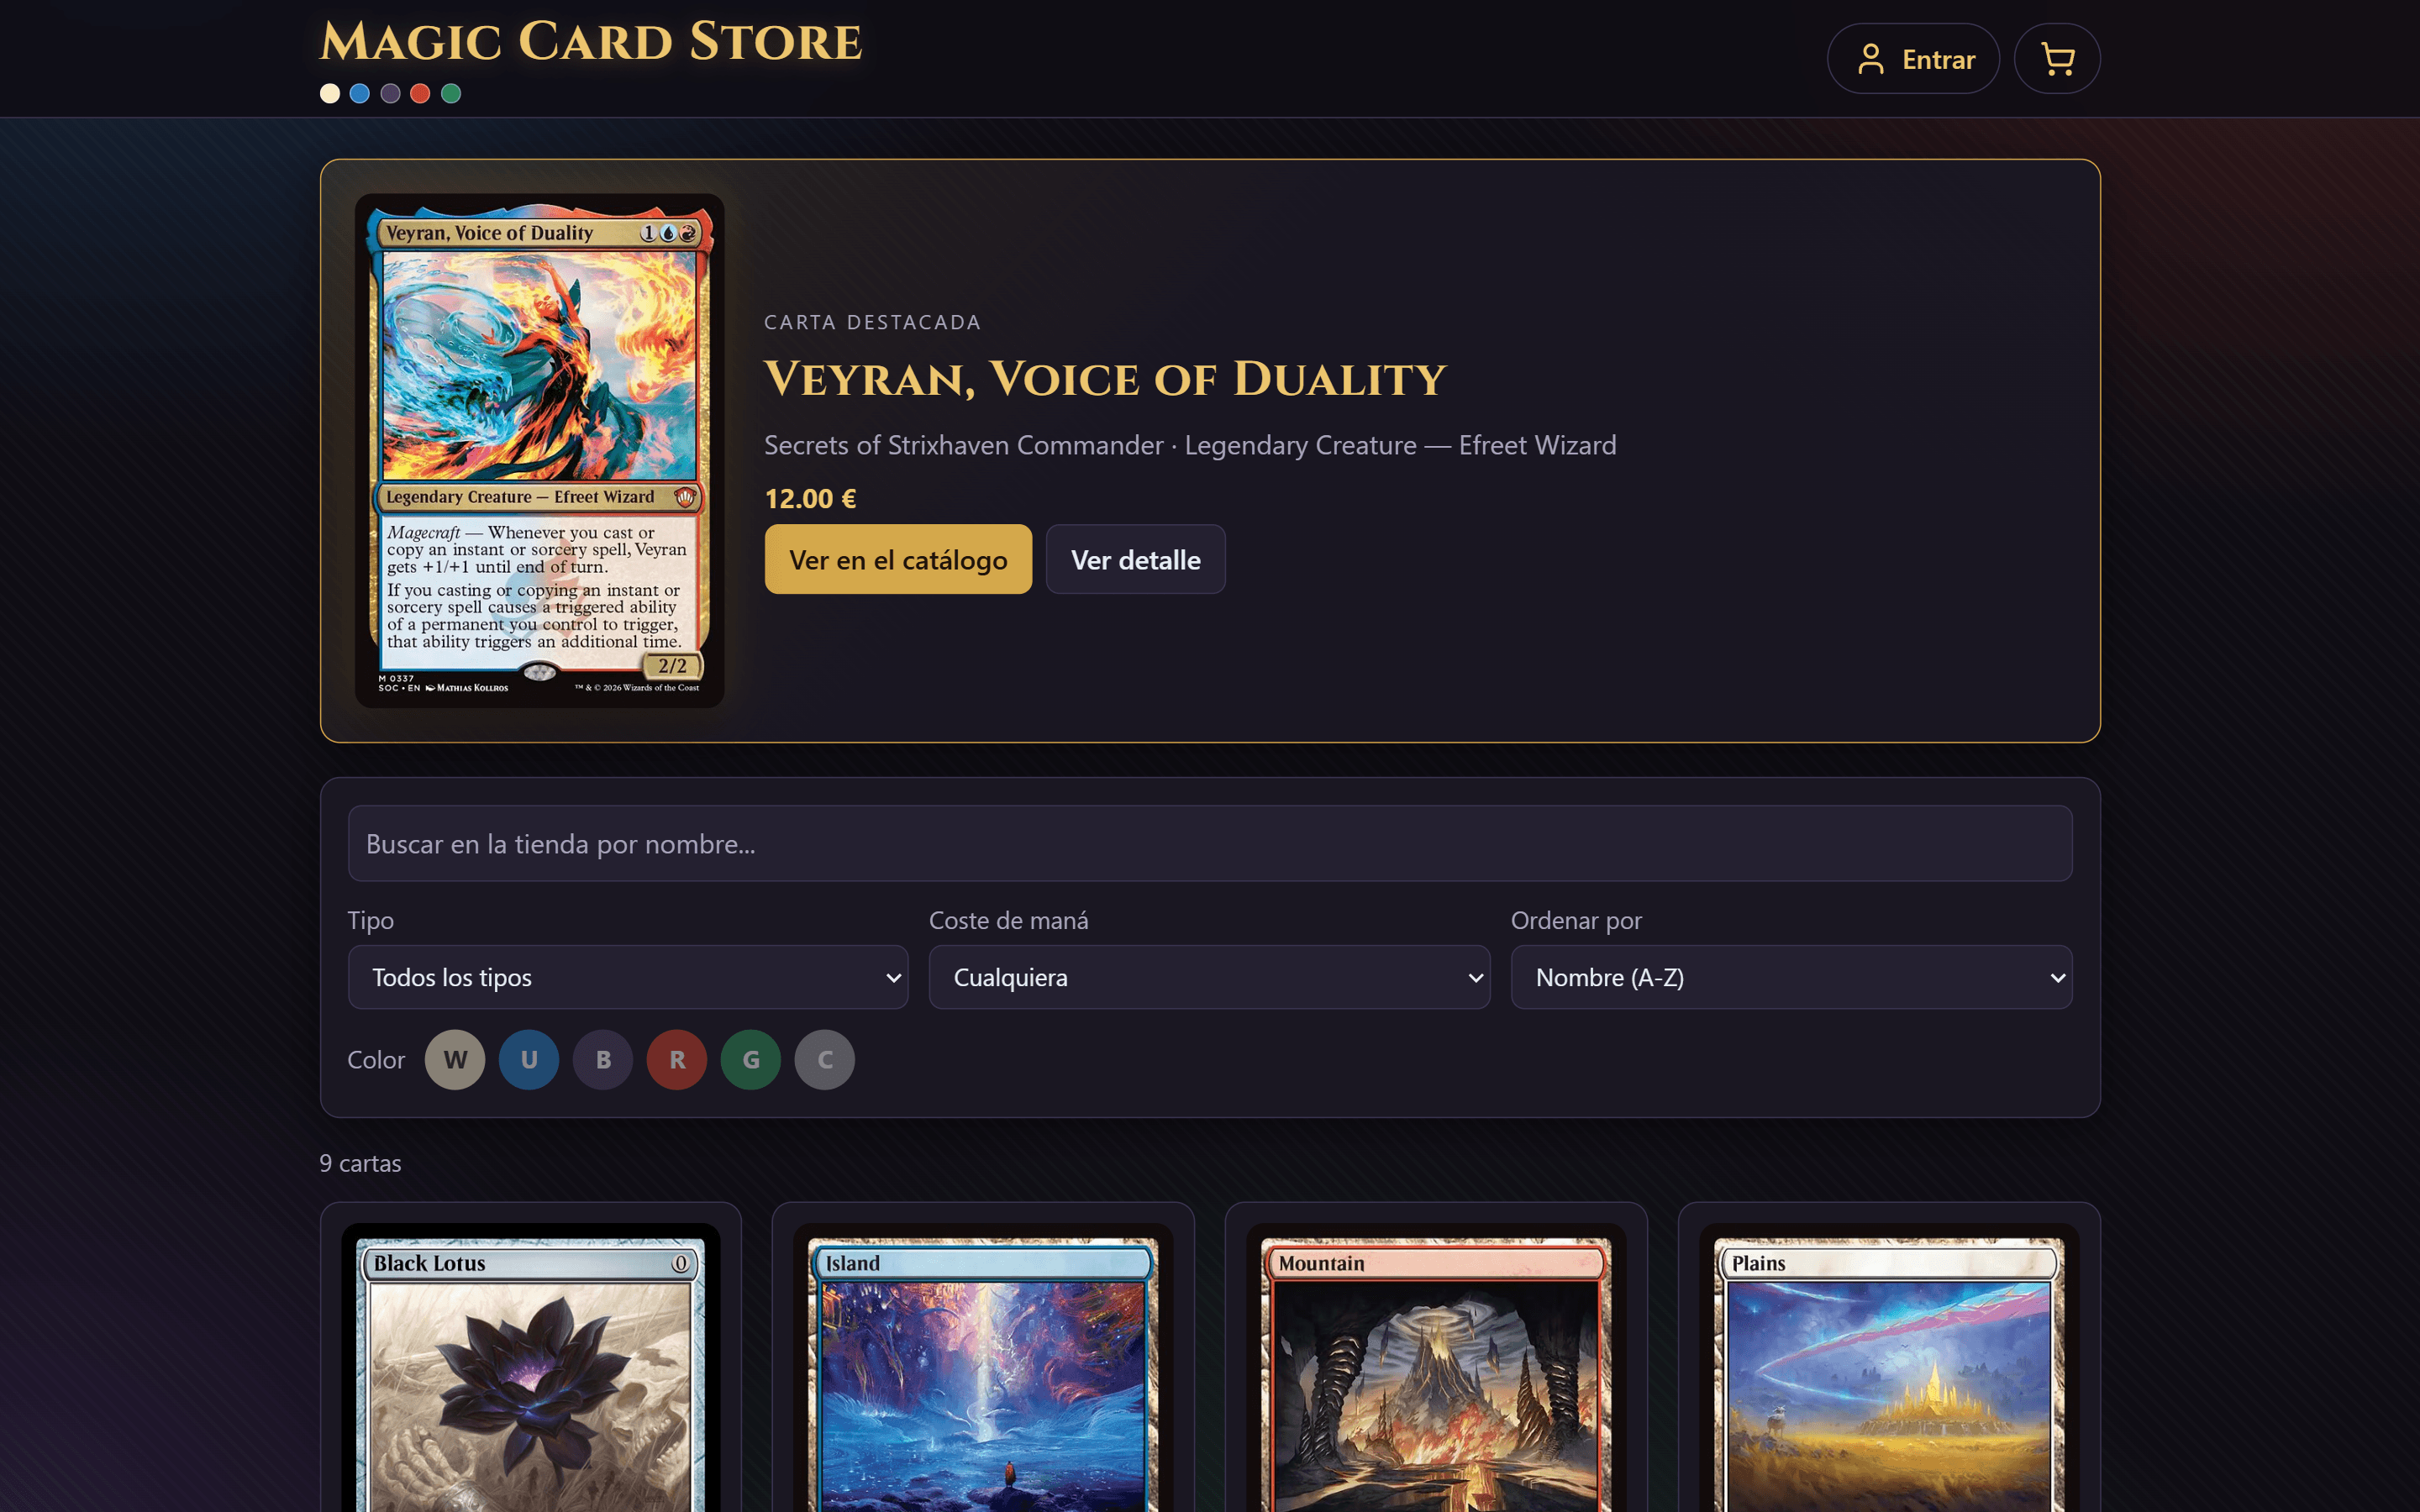 Magic Card Store
Entrar
Veyran, Voice of Duality 1
Legendary Creature — Efreet Wizard
Magecraft — Whenever you cast or
copy an instant or sorcery spell, Veyran
gets +1/+1 until end of turn.
If you casting or copying an instant or
sorcery spell causes a triggered ability
of a permanent you control to trigger,
that ability triggers an additional time.
2/2
M 0337
SOC • EN Mathias Kollros
™ & © 2026 Wizards of the Coast
CARTA DESTACADA
Veyran, Voice of Duality
Secrets of Strixhaven Commander · Legendary Creature — Efreet Wizard
12.00 €
Ver en el catálogo
Ver detalle
Buscar en la tienda por nombre...
Tipo
Todos los tipos
Coste de maná
Cualquiera
Ordenar por
Nombre (A-Z)
Color W U B R G C
9 cartas
Black Lotus 0
Island
Mountain
Plains